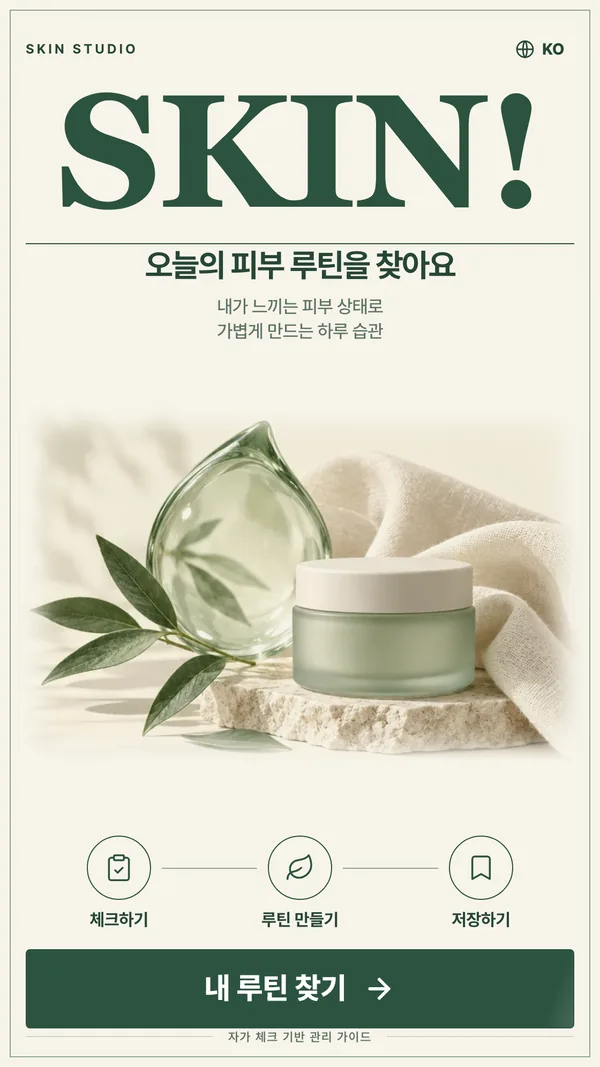 SKIN STUDIO
KO
SKIN!
오늘의 피부 루틴을 찾아요
내가 느끼는 피부 상태로
가볍게 만드는 하루 습관
체크하기
루틴 만들기
저장하기
내 루틴 찾기 →
자가 체크 기반 관리 가이드